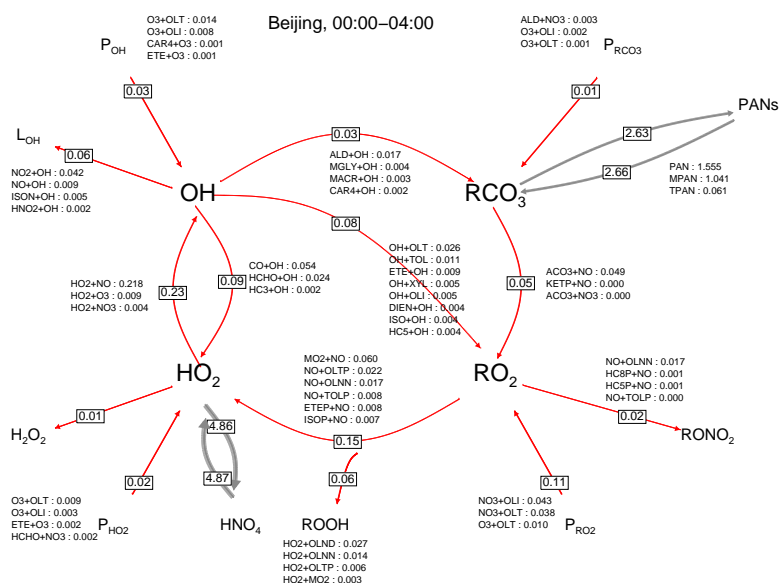 Beijing, 00:00−04:00
O3+OLT : 0.014
O3+OLI : 0.008
CAR4+O3 : 0.001
ETE+O3 : 0.001
P_OH
0.03
ALD+NO3 : 0.003
O3+OLI : 0.002
O3+OLT : 0.001
P_RCO3
0.01
PANs
2.63
2.66
PAN : 1.555
MPAN : 1.041
TPAN : 0.061
L_OH
0.06
NO2+OH : 0.042
NO+OH : 0.009
ISON+OH : 0.005
HNO2+OH : 0.002
OH
0.03
ALD+OH : 0.017
MGLY+OH : 0.004
MACR+OH : 0.003
CAR4+OH : 0.002
RCO₃
0.08
OH+OLT : 0.026
OH+TOL : 0.011
ETE+OH : 0.009
OH+XYL : 0.005
OH+OLI : 0.005
DIEN+OH : 0.004
ISO+OH : 0.004
HC5+OH : 0.004
HO2+NO : 0.218
HO2+O3 : 0.009
HO2+NO3 : 0.004
0.23
0.09
CO+OH : 0.054
HCHO+OH : 0.024
HC3+OH : 0.002
0.05
ACO3+NO : 0.049
KETP+NO : 0.000
ACO3+NO3 : 0.000
HO₂
MO2+NO : 0.060
NO+OLTP : 0.022
NO+OLNN : 0.017
NO+TOLP : 0.008
ETEP+NO : 0.008
ISOP+NO : 0.007
0.15
RO₂
NO+OLNN : 0.017
HC8P+NO : 0.001
HC5P+NO : 0.001
NO+TOLP : 0.000
0.02
RONO₂
0.01
H₂O₂
4.86
4.87
HNO₄
0.02
P_HO2
O3+OLT : 0.009
O3+OLI : 0.003
ETE+O3 : 0.002
HCHO+NO3 : 0.002
0.06
ROOH
HO2+OLND : 0.027
HO2+OLNN : 0.014
HO2+OLTP : 0.006
HO2+MO2 : 0.003
0.11
NO3+OLI : 0.043
NO3+OLT : 0.038
O3+OLT : 0.010
P_RO2